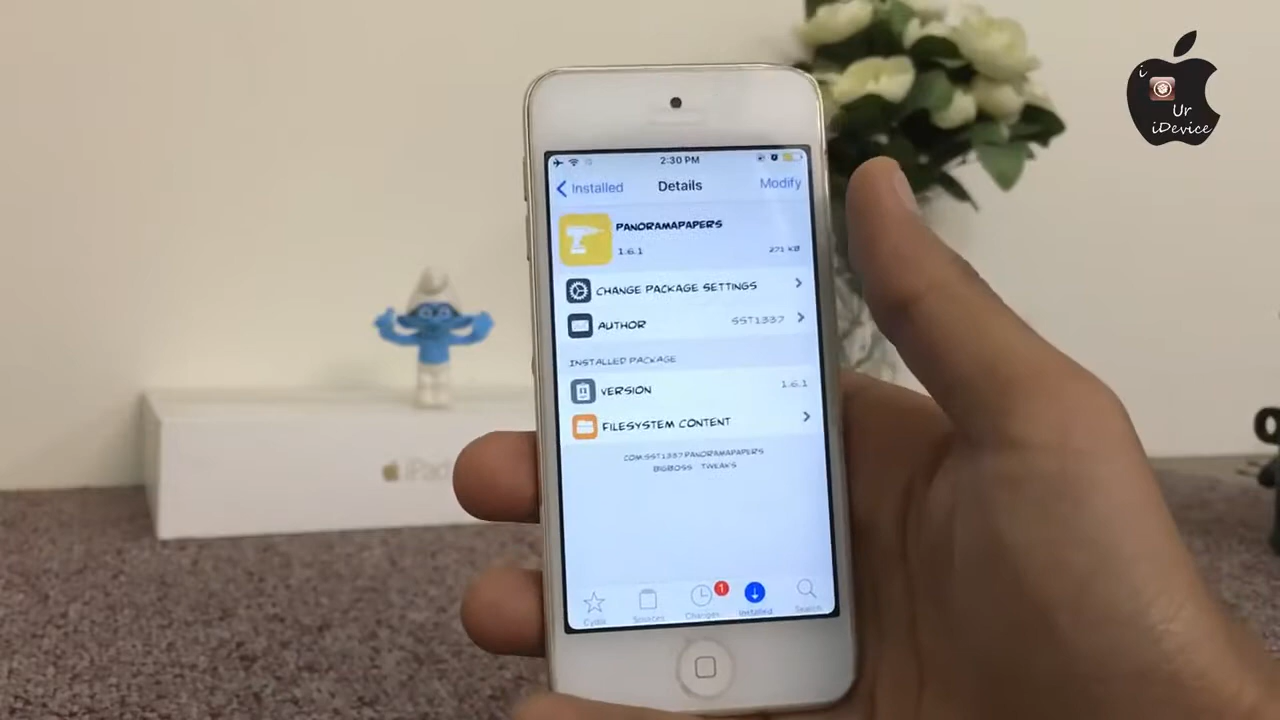 i
Ur
iDevice
2:30 PM
Installed
Details
Modify
PANORAMAPAPERS
1.6.1
271 KB
CHANGE PACKAGE SETTINGS
AUTHOR
SST1337
INSTALLED PACKAGE
VERSION
1.6.1
FILESYSTEM CONTENT
COM.SST1337.PANORAMAPAPERS
BIGBOSS TWEAKS
iPad
1
Cydia
Sources
Changes
Installed
Search